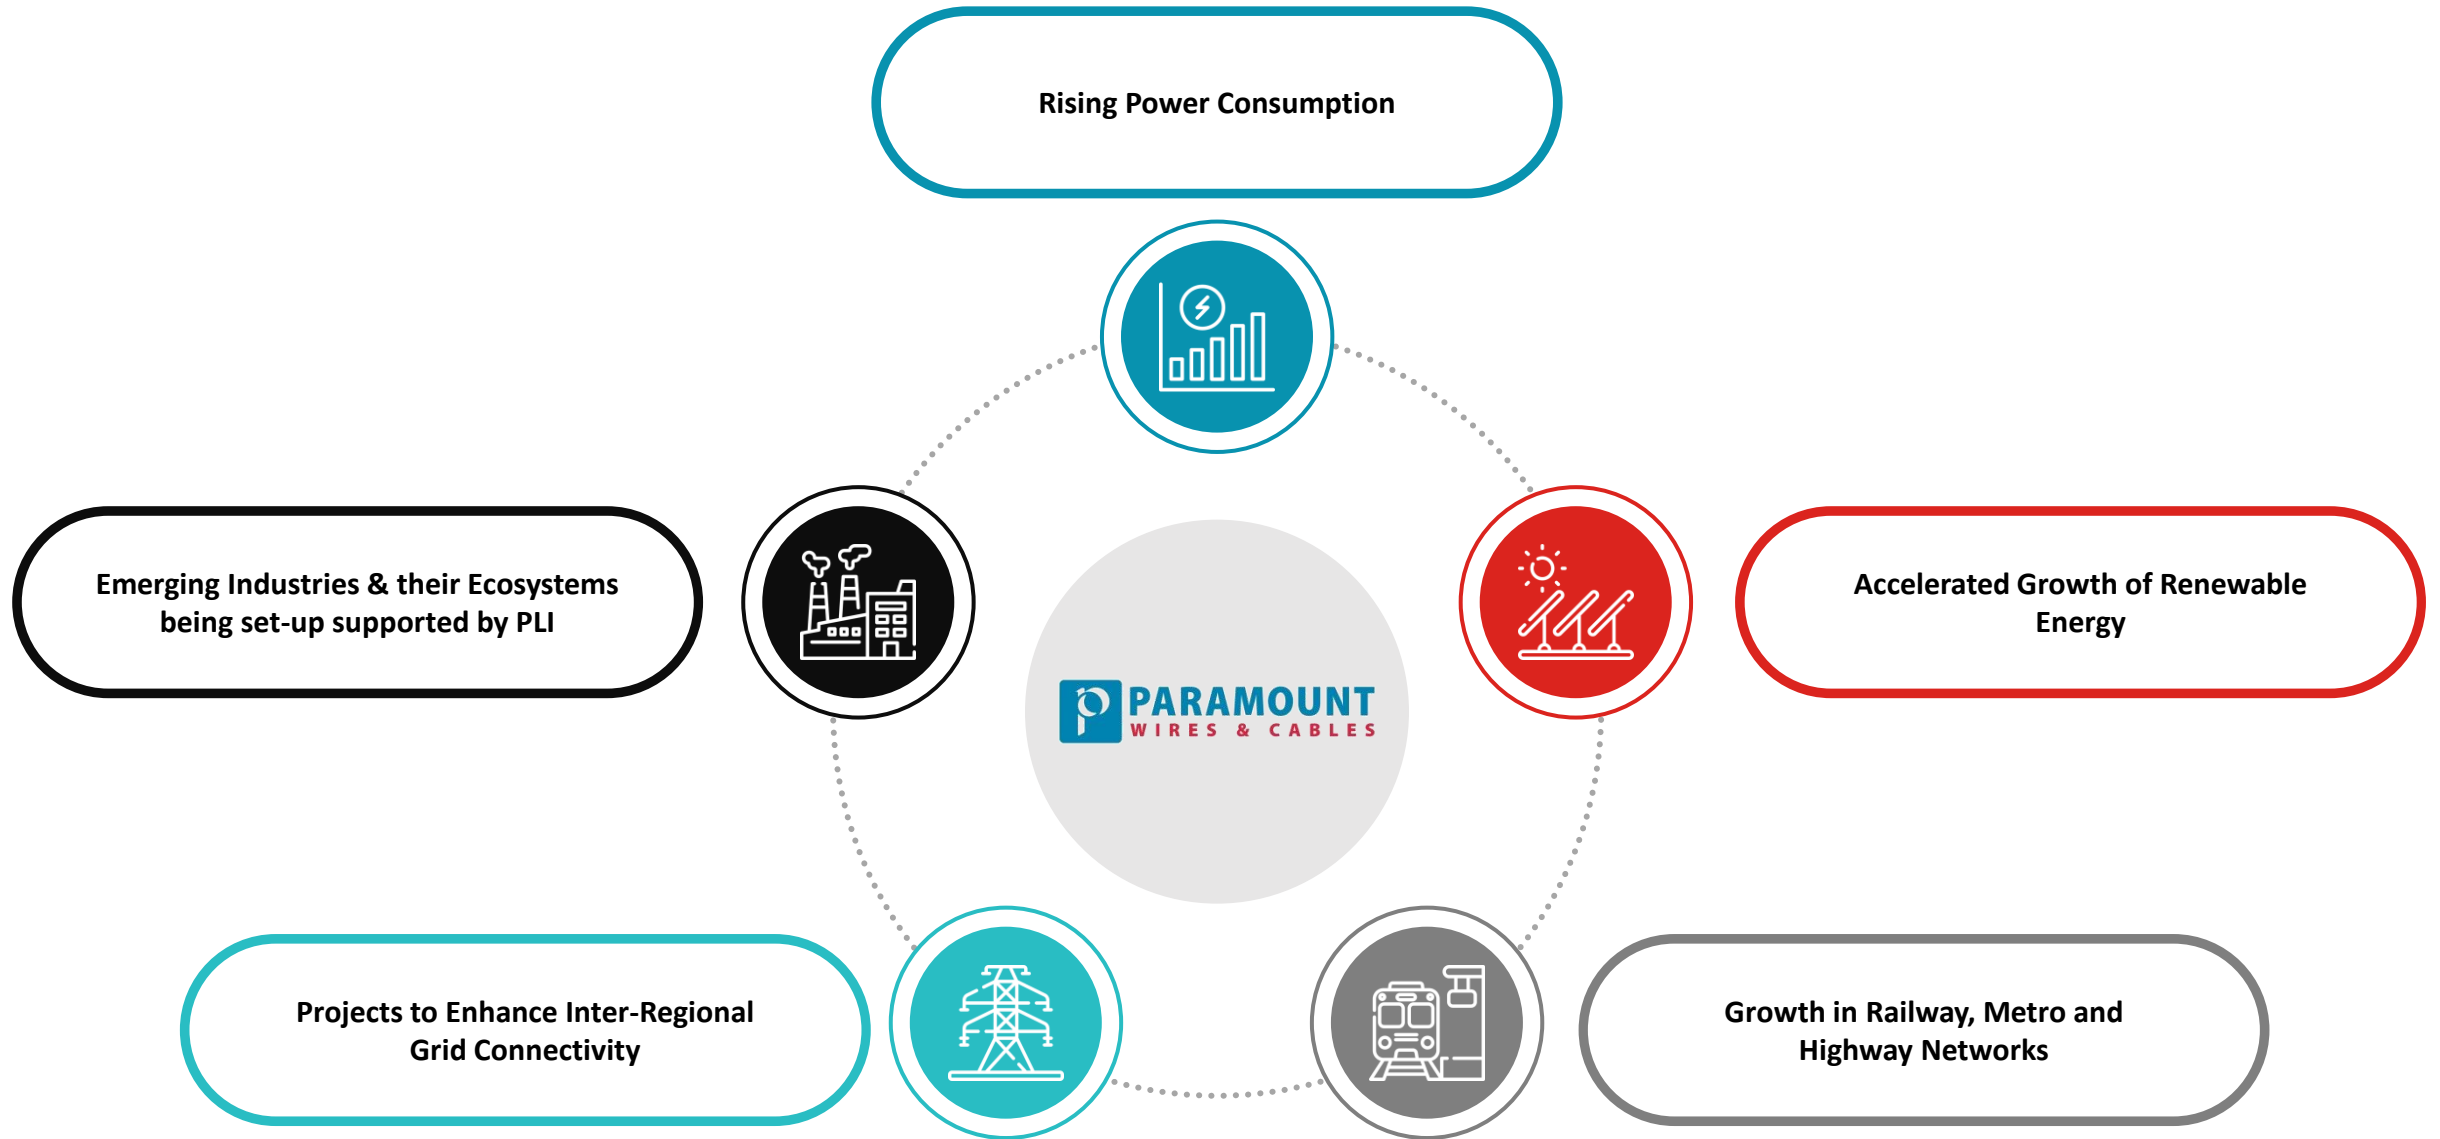 Rising Power Consumption
Emerging Industries & their Ecosystems
being set-up supported by PLI
Accelerated Growth of Renewable
Energy
PARAMOUNT
WIRES & CABLES
Projects to Enhance Inter-Regional
Grid Connectivity
Growth in Railway, Metro and
Highway Networks